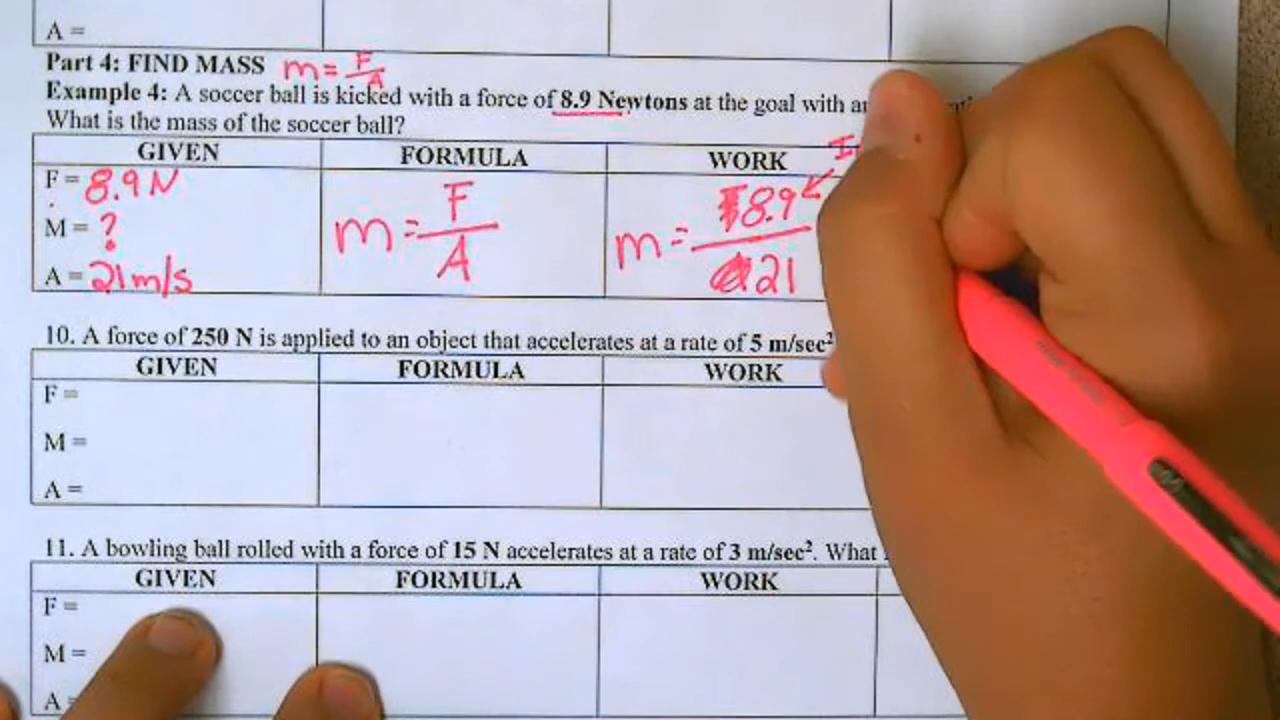 A =
Part 4: FIND MASS m = F/A
Example 4: A soccer ball is kicked with a force of 8.9 Newtons at the goal with
What is the mass of the soccer ball?
GIVEN FORMULA WORK
F = 8.9 N
M = ?
A = 21 m/s
m = F/A
m = 8.9/21
10. A force of 250 N is applied to an object that accelerates at a rate of 5 m/sec²
GIVEN FORMULA WORK
F =
M =
A =
11. A bowling ball rolled with a force of 15 N accelerates at a rate of 3 m/sec². What
GIVEN FORMULA WORK
F =
M =
A